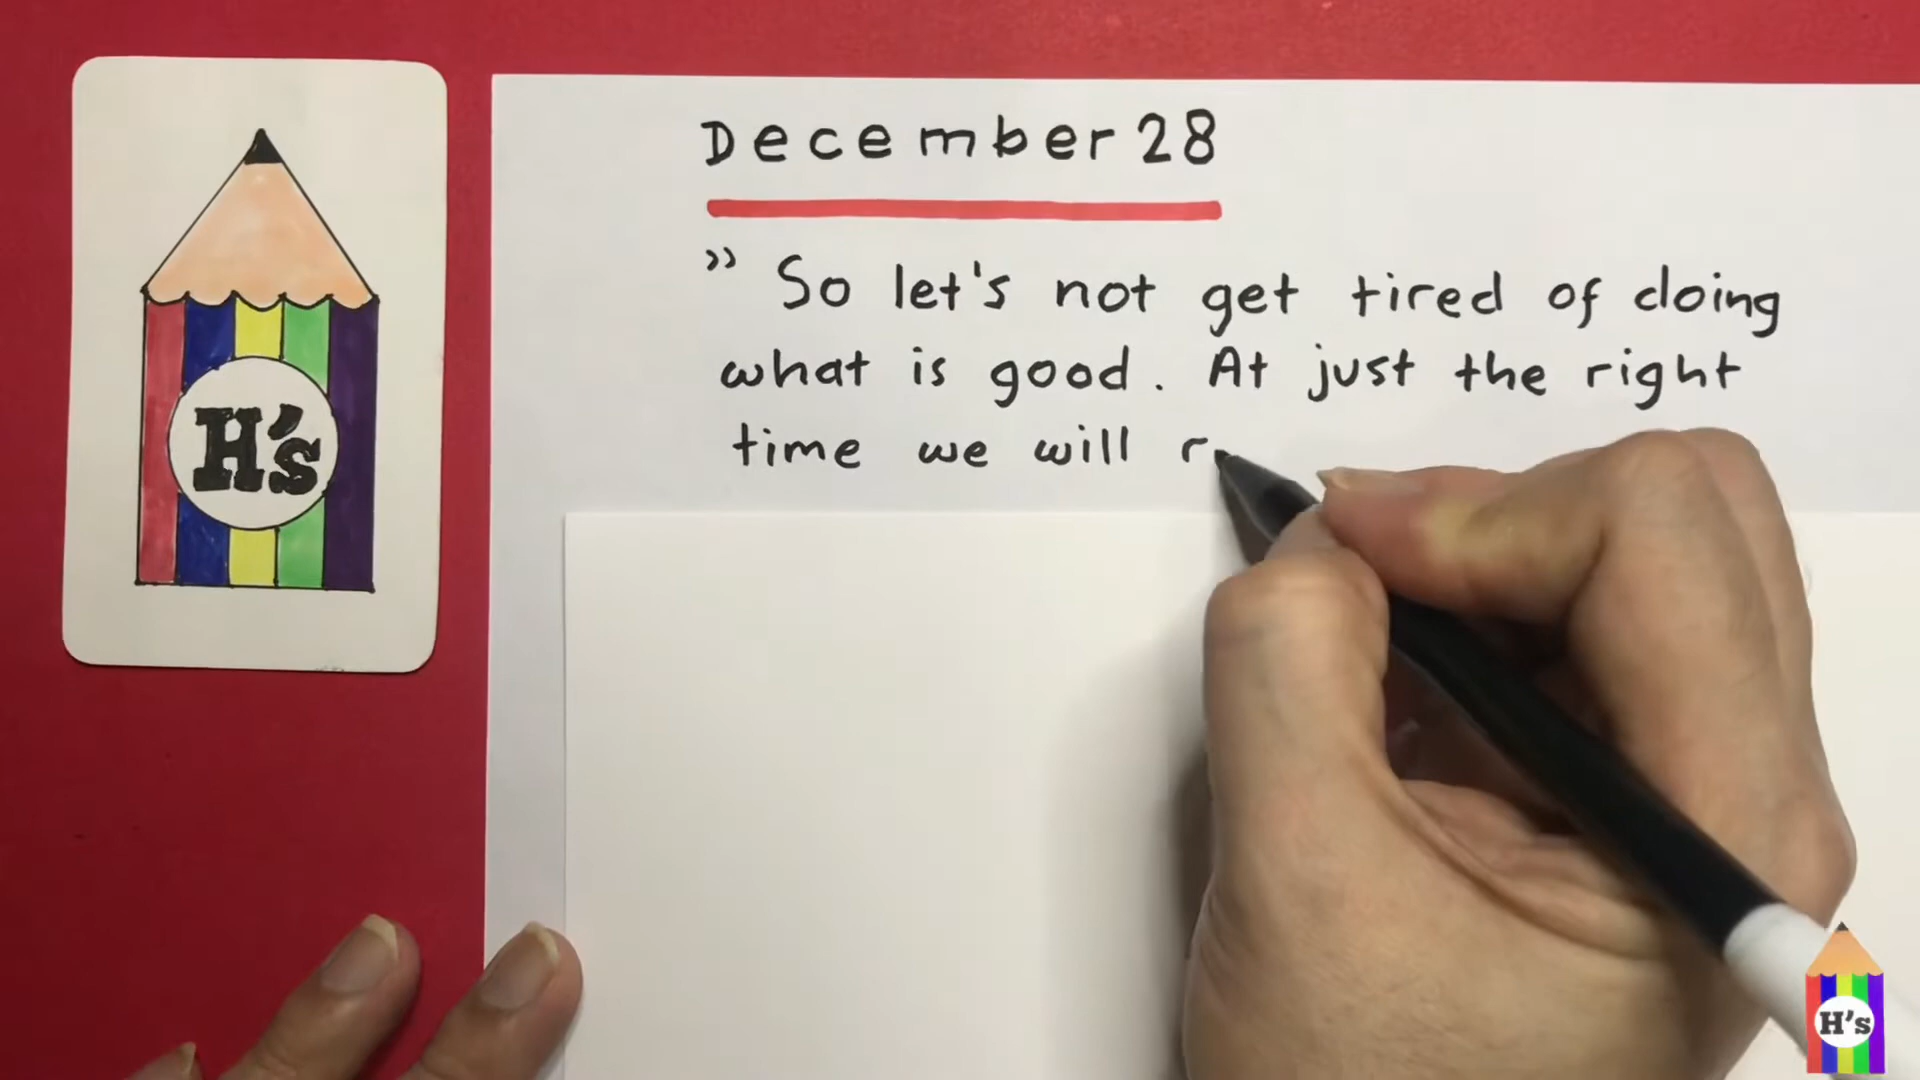 December 28
" So let's not get tired of doing
what is good. At just the right
time we will r
H's
H's